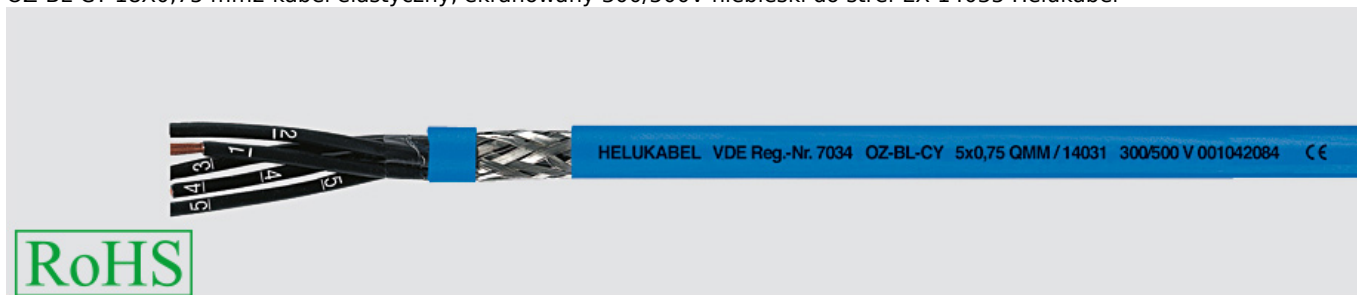 OZ-BL-CY 18X0,75 mm2 kabel elastyczny, ekranowany 300/500V niebieski do stref EX 14035 Helukabel
HELUKABEL VDE Reg.-Nr. 7034 OZ-BL-CY 5x0,75 QMM / 14031 300/500 V 001042084 CE
2
1
3
4
4
5
5
RoHS